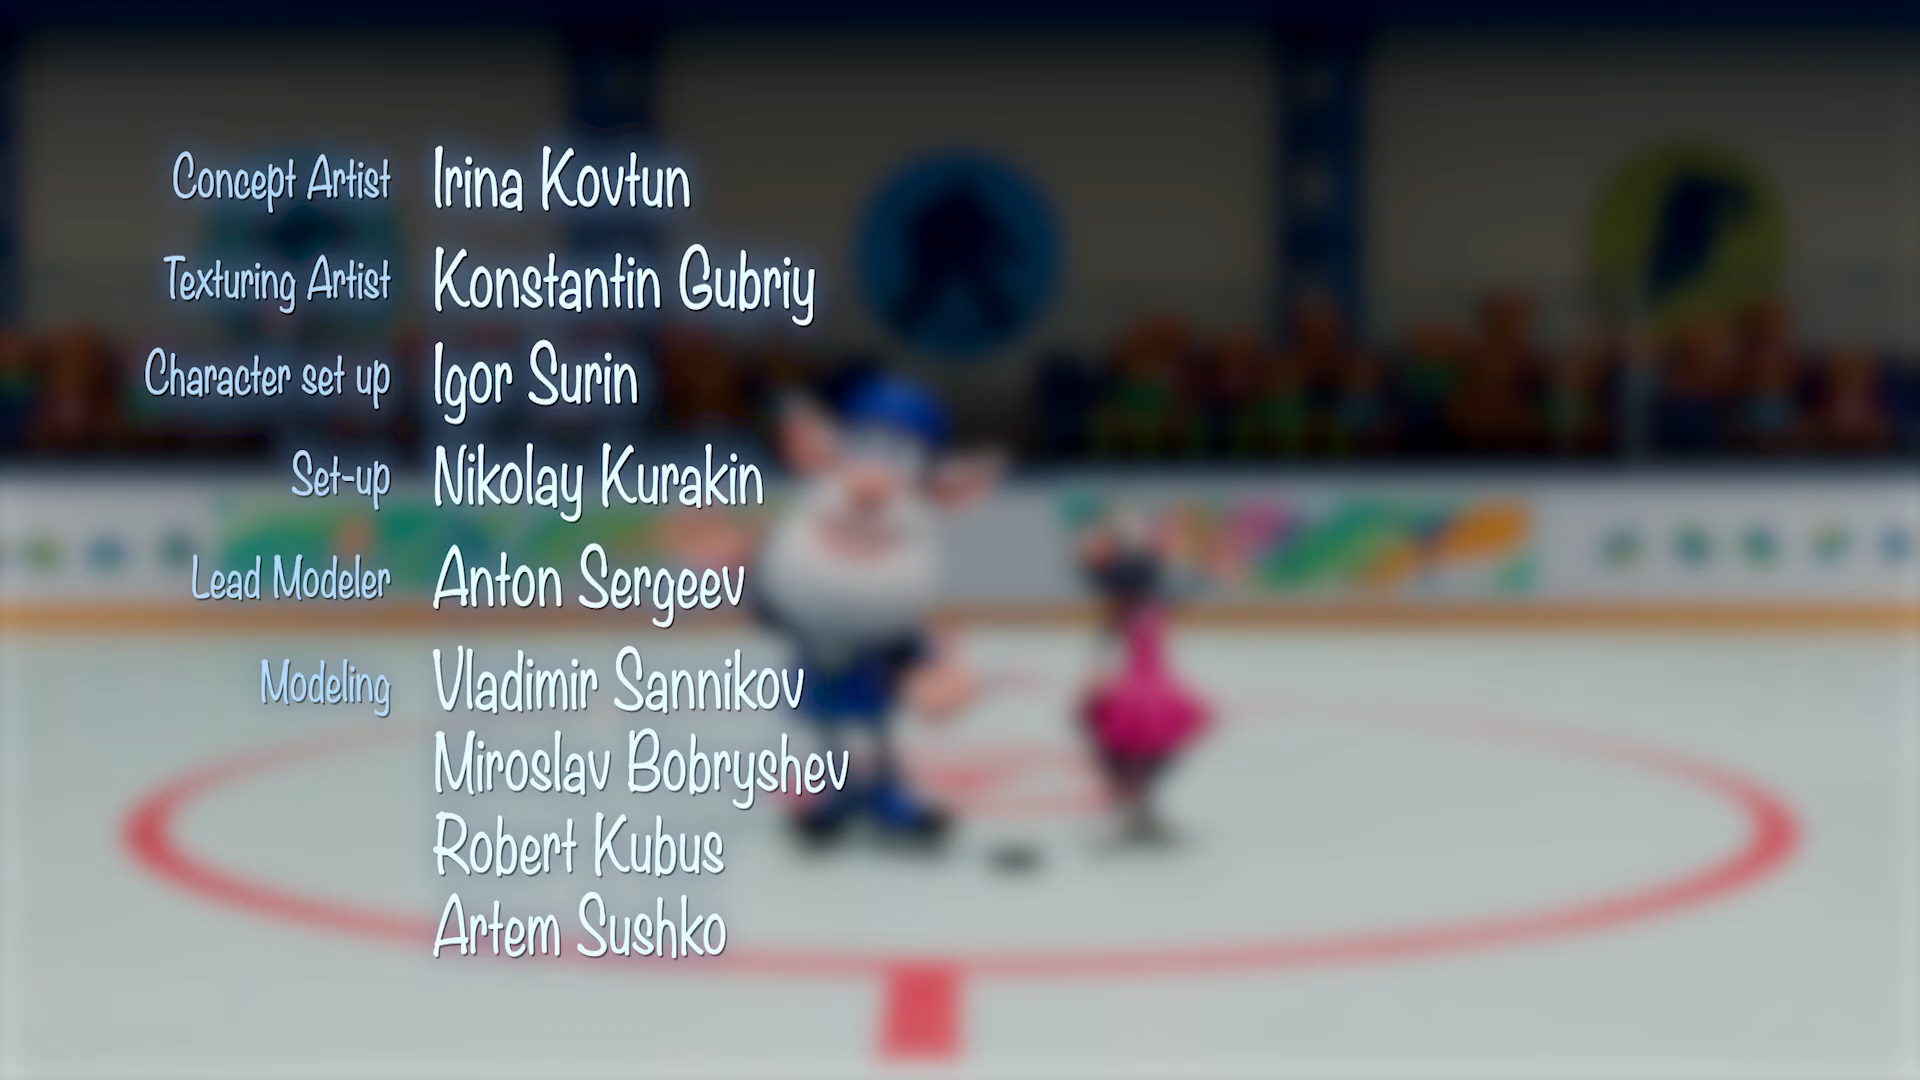 Concept Artist Irina Kovtun
Texturing Artist Konstantin Gubriy
Character set up Igor Surin
Set-up Nikolay Kurakin
Lead Modeler Anton Sergeev
Modeling Vladimir Sannikov
Miroslav Bobryshev
Robert Kubus
Artem Sushko